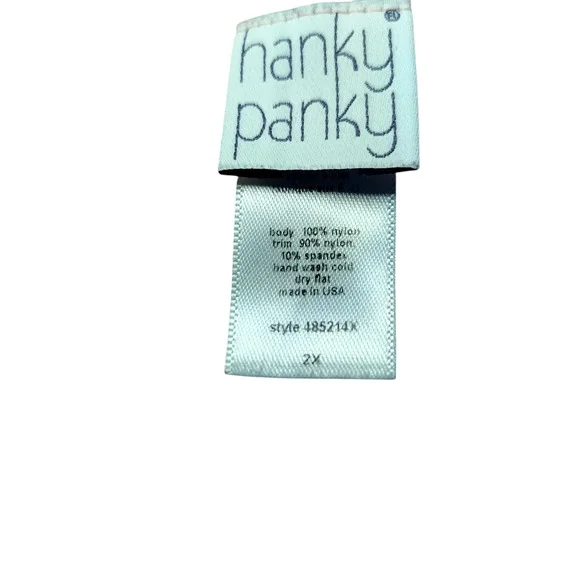 hanky
panky
®
body 100% nylon
trim 90% nylon,
10% spandex
hand wash cold
dry flat
made in USA
style 485214X
2X